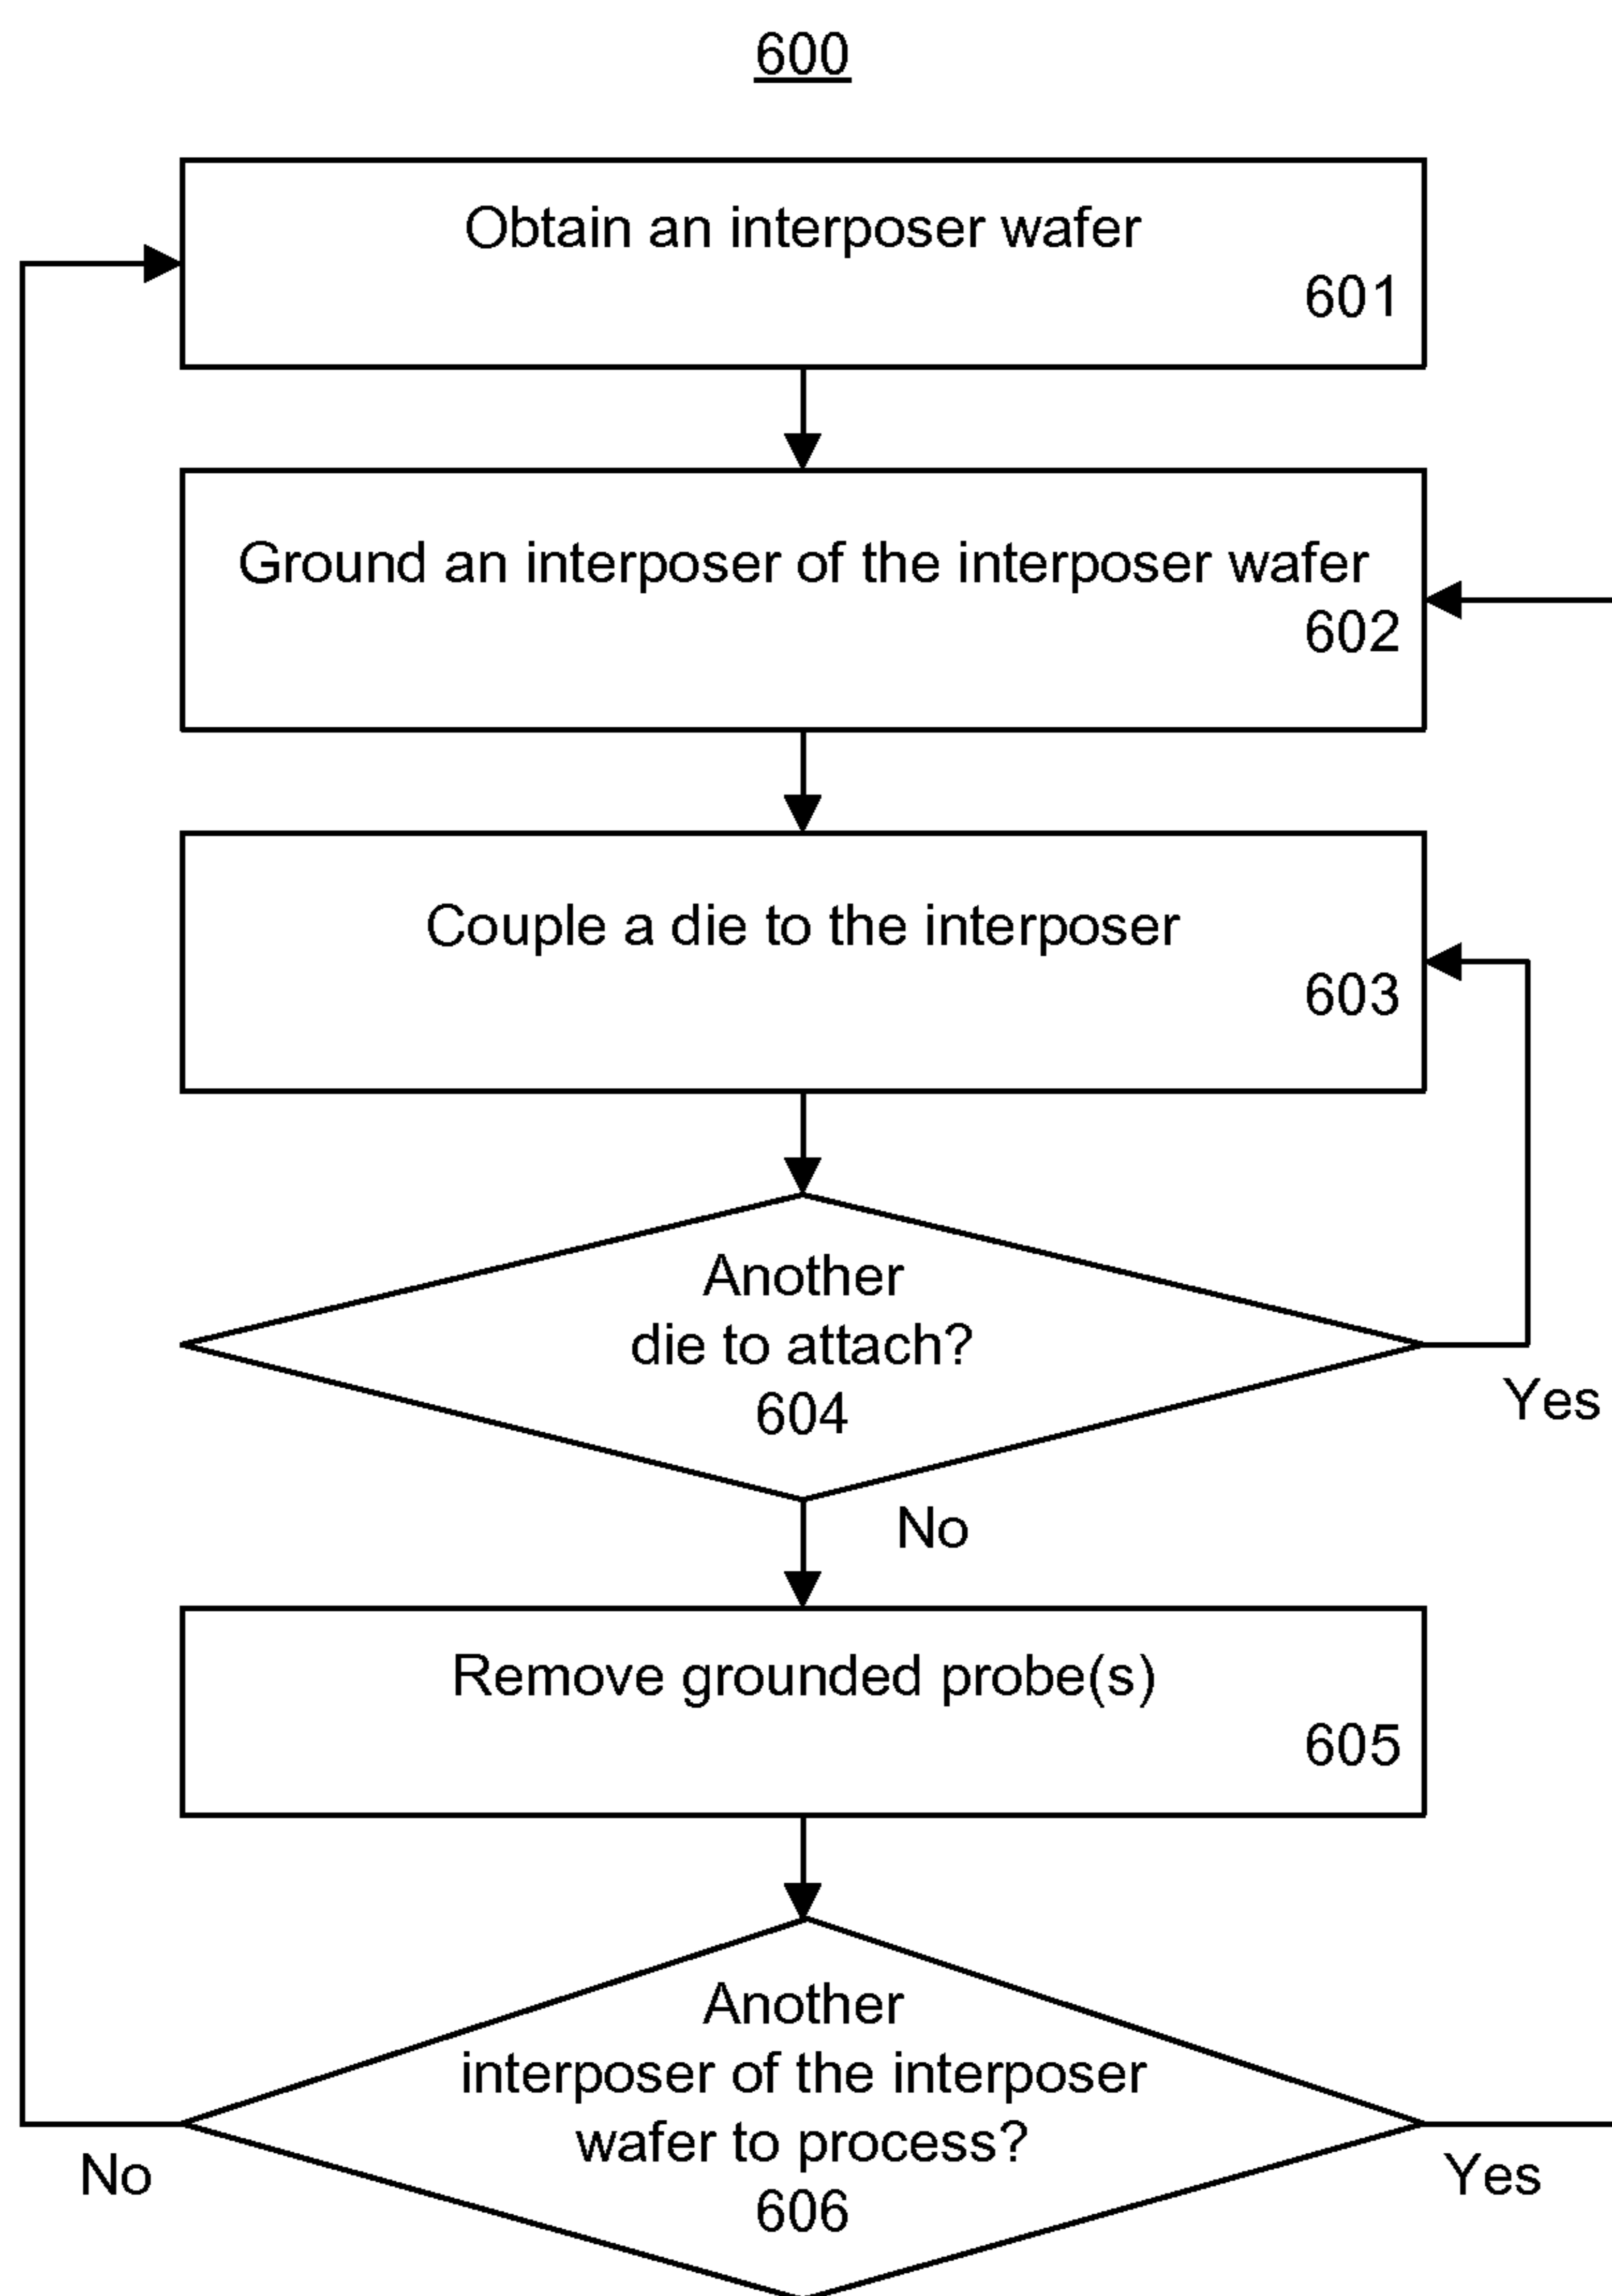 600
Obtain an interposer wafer
601
Ground an interposer of the interposer wafer
602
Couple a die to the interposer
603
Another
die to attach?
604
Yes
No
Remove grounded probe(s)
605
Another
interposer of the interposer
wafer to process?
606
No
Yes